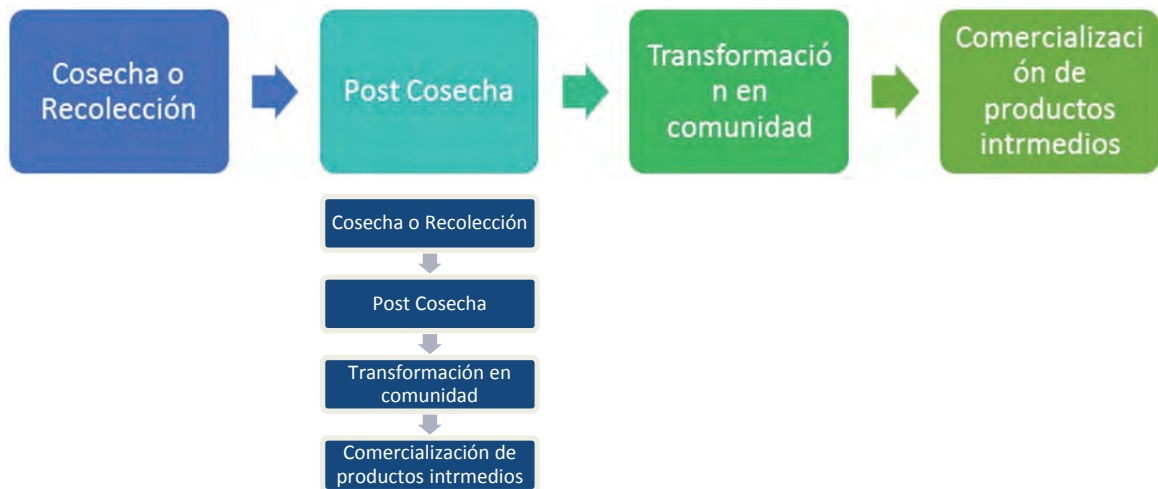 Cosecha o
Recolección
Post Cosecha
Transformació
n en
comunidad
Comercializaci
ón de
productos
intrmedios
Cosecha o Recolección
Post Cosecha
Transformación en
comunidad
Comercialización de
productos intrmedios